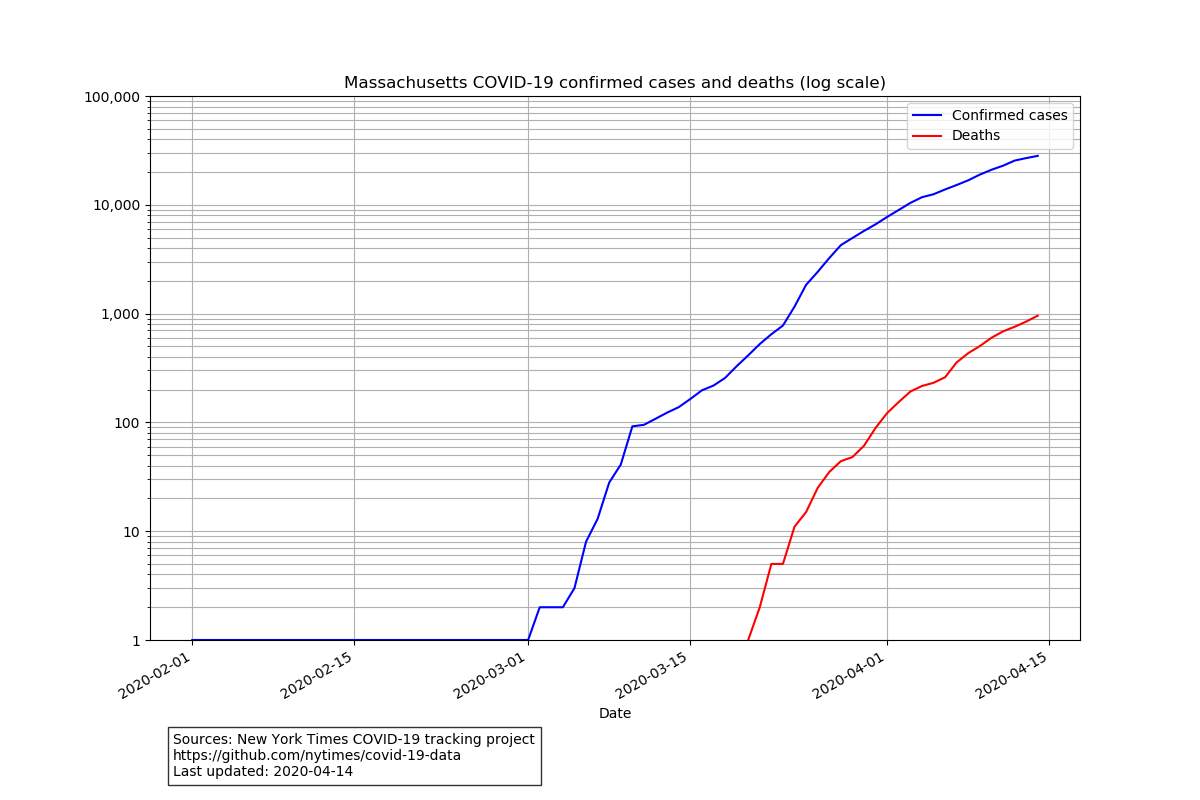 Massachusetts COVID-19 confirmed cases and deaths (log scale)
100,000
10,000
1,000
100
10
1
Confirmed cases
Deaths
2020-02-01
2020-02-15
2020-03-01
2020-03-15
2020-04-01
2020-04-15
Date
Sources: New York Times COVID-19 tracking project
https://github.com/nytimes/covid-19-data
Last updated: 2020-04-14